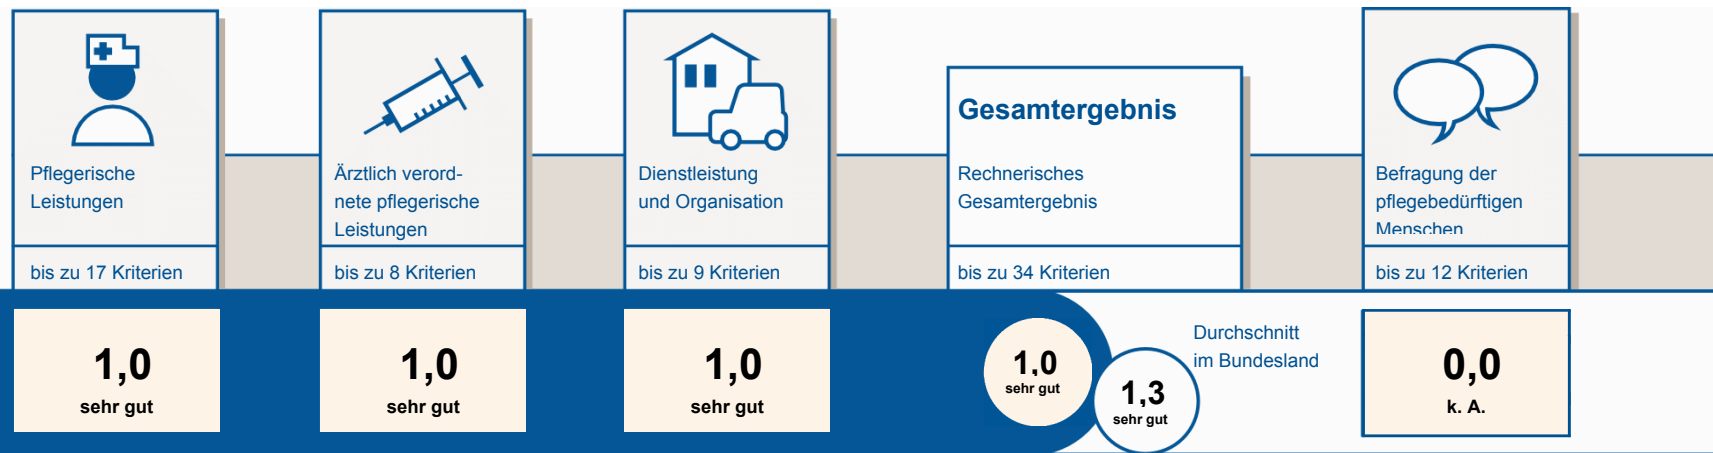 Pflegerische
Leistungen
bis zu 17 Kriterien
1,0
sehr gut
Ärztlich verord-
nete pflegerische
Leistungen
bis zu 8 Kriterien
1,0
sehr gut
Dienstleistung
und Organisation
bis zu 9 Kriterien
1,0
sehr gut
Gesamtergebnis
Rechnerisches
Gesamtergebnis
bis zu 34 Kriterien
1,0
sehr gut
1,3
sehr gut
Durchschnitt
im Bundesland
Befragung der
pflegebedürftigen
Menschen
bis zu 12 Kriterien
0,0
k. A.